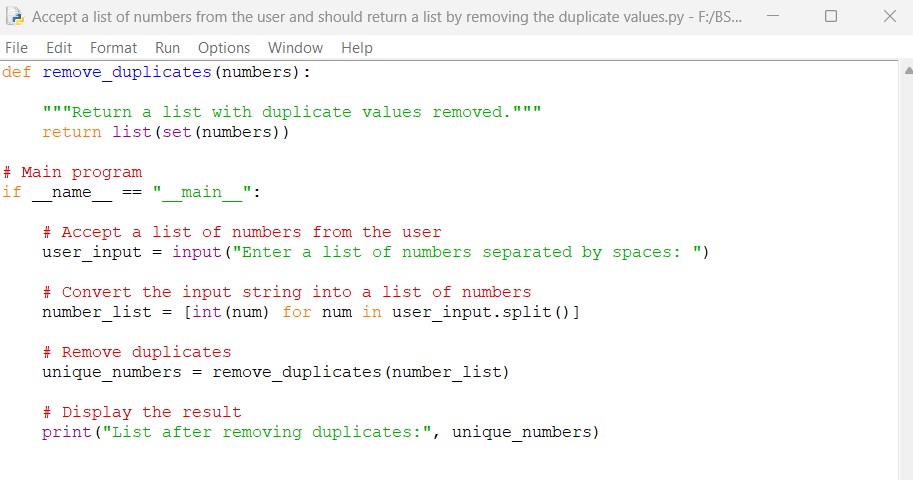 Accept a list of numbers from the user and should return a list by removing the duplicate values.py - F:/BS...
File Edit Format Run Options Window Help
def remove_duplicates(numbers):
    """Return a list with duplicate values removed."""
    return list(set(numbers))
# Main program
if __name__ == "__main__":
    # Accept a list of numbers from the user
    user_input = input("Enter a list of numbers separated by spaces: ")
    # Convert the input string into a list of numbers
    number_list = [int(num) for num in user_input.split()]
    # Remove duplicates
    unique_numbers = remove_duplicates(number_list)
    # Display the result
    print("List after removing duplicates:", unique_numbers)